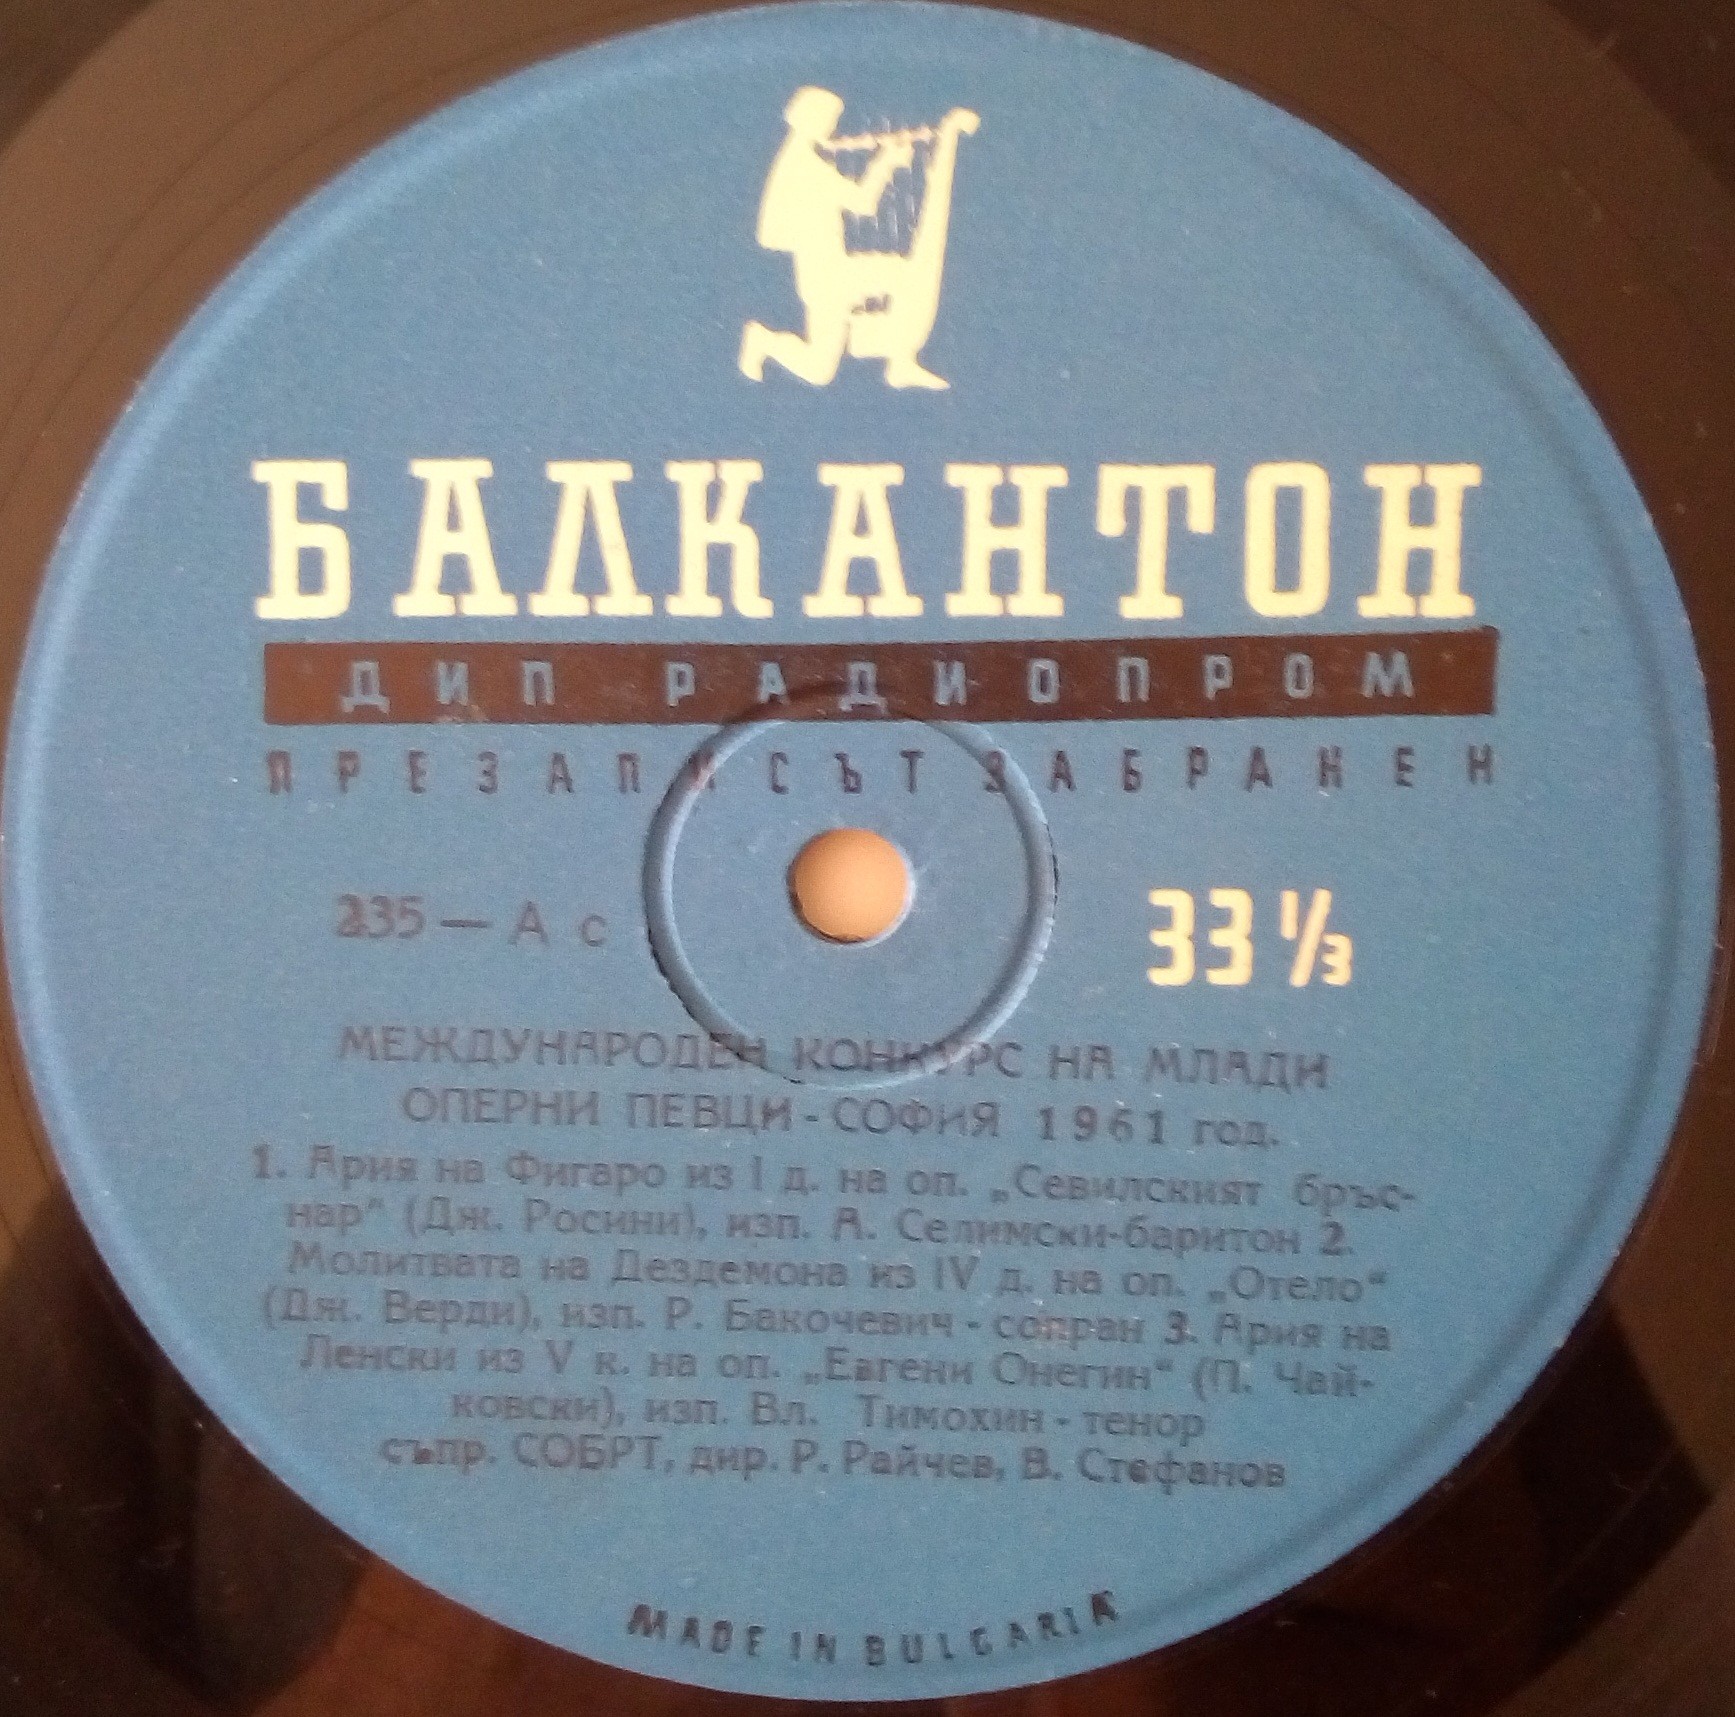 БАЛКАНТОН
ДИП РАДИОПРОМ
ПРЕЗАПИСЪТ ЗАБРАНЕН
235 — А с
33 1/3
МЕЖДУНАРОДЕН КОНКУРС НА МЛАДИ
ОПЕРНИ ПЕВЦИ - СОФИЯ 1961 год.
1. Ария на Фигаро из I д. на оп. „Севилският бръс-
нар“ (Дж. Росини), изп. А. Селимски-баритон 2.
Молитвата на Дездемона из IV д. на оп. „Отело“
(Дж. Верди), изп. Р. Бакочевич - сопран 3. Ария на
Ленски из V к. на оп. „Евгени Онегин“ (П. Чай-
ковски), изп. Вл. Тимохин - тенор
съпр. СОБРТ, дир. Р. Райчев, В. Стефанов
MADE IN BULGARIA